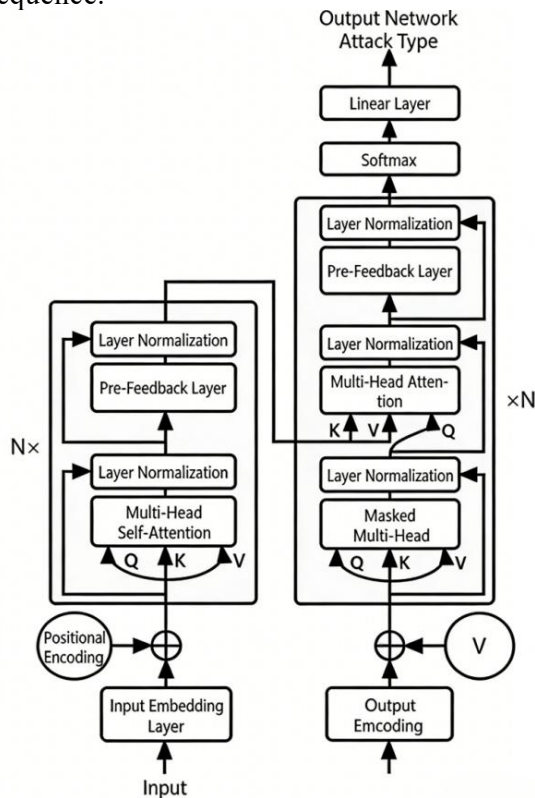 equence.
Output Network
Attack Type
Linear Layer
Softmax
Layer Normalization
Pre-Feedback Layer
Layer Normalization
Multi-Head Atten-
tion
K
V
Q
×N
Layer Normalization
Masked
Multi-Head
Q
K
V
V
Output
Emcoding
Layer Normalization
Pre-Feedback Layer
N×
Layer Normalization
Multi-Head
Self-Attention
Q
K
V
Positional
Encoding
Input Embedding
Layer
Input